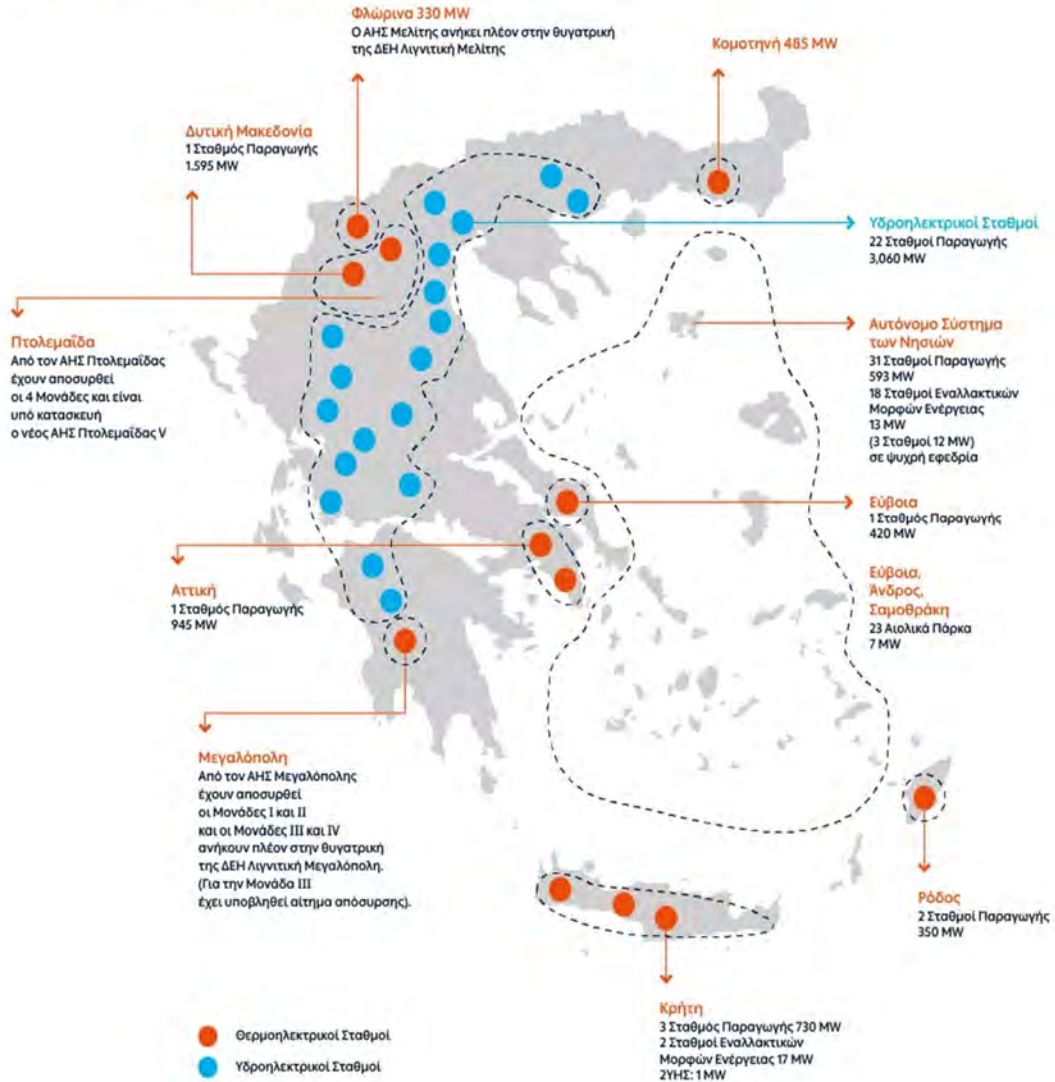 Φλώρινα 330 MW
Ο ΑΗΣ Μελίτης ανήκει πλέον στην θυγατρική
της ΔΕΗ Λιγνιτική Μελίτης
Κομοτηνή 485 MW
Δυτική Μακεδονία
1 Σταθμός Παραγωγής
1.595 MW
Υδροηλεκτρικοί Σταθμοί
22 Σταθμοί Παραγωγής
3,060 MW
Πτολεμαΐδα
Από τον ΑΗΣ Πτολεμαΐδας
έχουν αποσυρθεί
οι 4 Μονάδες και είναι
υπό κατασκευή
ο νέος ΑΗΣ Πτολεμαΐδας V
Αυτόνομο Σύστημα
των Νησιών
31 Σταθμοί Παραγωγής
593 MW
18 Σταθμοί Εναλλακτικών
Μορφών Ενέργειας
13 MW
(3 Σταθμοί 12 MW)
σε ψυχρή εφεδρία
Εύβοια
1 Σταθμός Παραγωγής
420 MW
Εύβοια,
Άνδρος,
Σαμοθράκη
23 Αιολικά Πάρκα
7 MW
Αττική
1 Σταθμός Παραγωγής
945 MW
Μεγαλόπολη
Από τον ΑΗΣ Μεγαλόπολης
έχουν αποσυρθεί
οι Μονάδες I και II
και οι Μονάδες III και IV
ανήκουν πλέον στην θυγατρική
της ΔΕΗ Λιγνιτική Μεγαλόπολη.
(Για την Μονάδα III
έχει υποβληθεί αίτημα απόσυρσης).
Ρόδος
2 Σταθμοί Παραγωγής
350 MW
Κρήτη
3 Σταθμός Παραγωγής 730 MW
2 Σταθμοί Εναλλακτικών
Μορφών Ενέργειας 17 MW
2ΥΗΣ: 1 MW
Θερμοηλεκτρικοί Σταθμοί
Υδροηλεκτρικοί Σταθμοί